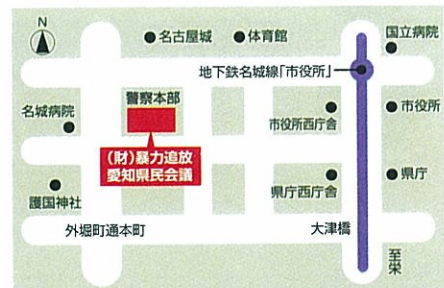 N
名古屋城
体育館
国立病院
地下鉄名城線「市役所」
警察本部
名城病院
市役所西庁舎
市役所
(財)暴力追放
愛知県民会議
護国神社
県庁西庁舎
県庁
外堀町通本町
大津橋
至栄